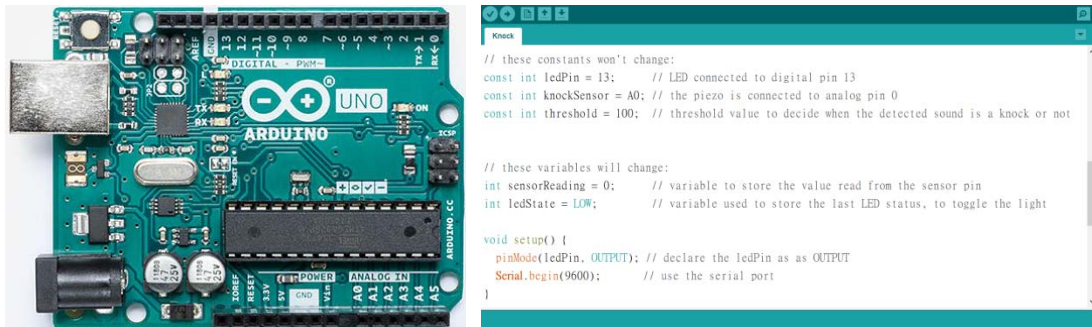 AREF
GND
13
12
~11
~10
~9
8
7
~6
~5
4
~3
2
TX→1
RX←0
DIGITAL - PWM~
JP2
UNO
TX
RX
ON
ARDUINO
ICSP
ARDUINO.CC
47
25V
47
25V
POWER
ANALOG IN
IOREF
RESET
3.3V
5V
GND
Vin
A0
A1
A2
A3
A4
A5
Knock
// these constants won't change:
const int ledPin = 13;      // LED connected to digital pin 13
const int knockSensor = A0; // the piezo is connected to analog pin 0
const int threshold = 100;  // threshold value to decide when the detected sound is a knock or not
// these variables will change:
int sensorReading = 0;      // variable to store the value read from the sensor pin
int ledState = LOW;         // variable used to store the last LED status, to toggle the light
void setup() {
  pinMode(ledPin, OUTPUT); // declare the ledPin as as OUTPUT
  Serial.begin(9600);       // use the serial port
}